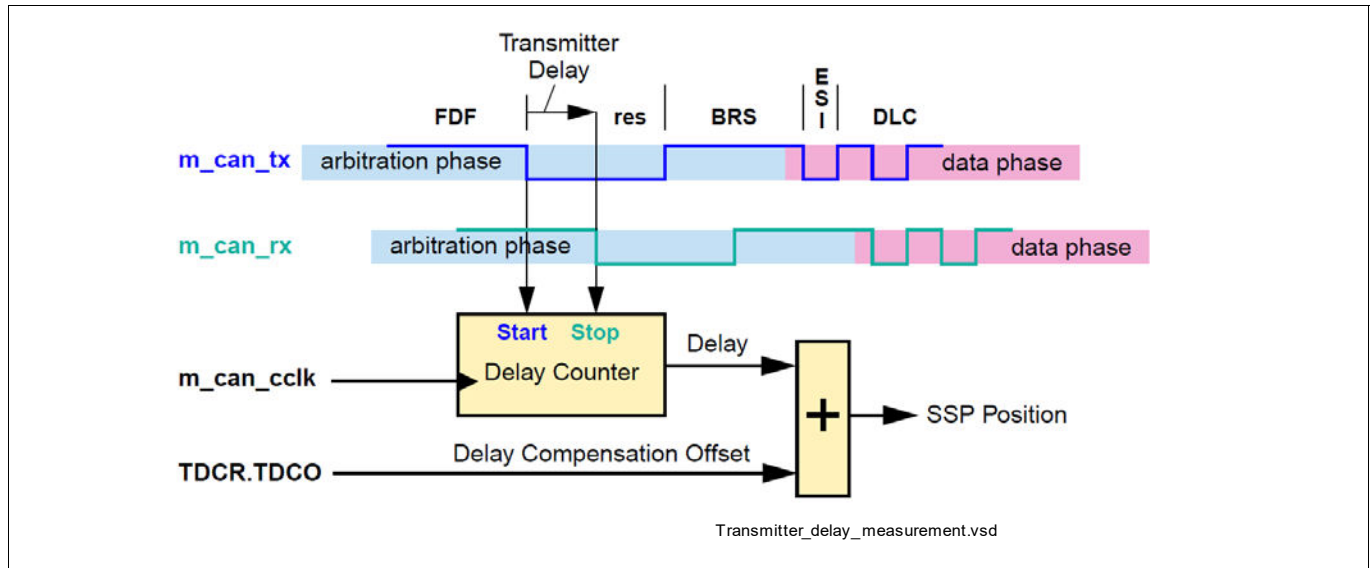 Transmitter
Delay
E
S
I
FDF
res
BRS
DLC
m_can_tx
arbitration phase
data phase
m_can_rx
arbitration phase
data phase
Start
Stop
Delay Counter
m_can_cclk
Delay
+
SSP Position
Delay Compensation Offset
TDCR.TDCO
Transmitter_delay_measurement.vsd